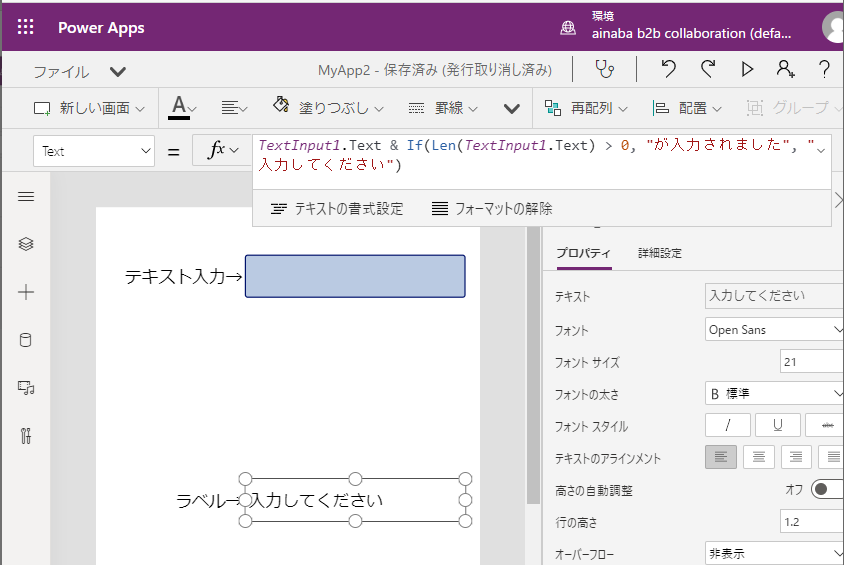 Power Apps
環境
ainaba b2b collaboration (defa...
ファイル
MyApp2 - 保存済み (発行取り消し済み)
?
新しい画面
A
塗りつぶし
罫線
再配列
配置
グループ
Text
=
fx
TextInput1.Text & If(Len(TextInput1.Text) > 0, "が入力されました", "
入力してください")
テキストの書式設定
フォーマットの解除
プロパティ
詳細設定
テキスト入力→
テキスト
入力してください
フォント
Open Sans
フォント サイズ
21
フォントの太さ
B 標準
フォント スタイル
/
U
abc
テキストのアラインメント
ラベル→
入力してください
高さの自動調整
オフ
行の高さ
1.2
オーバーフロー
非表示